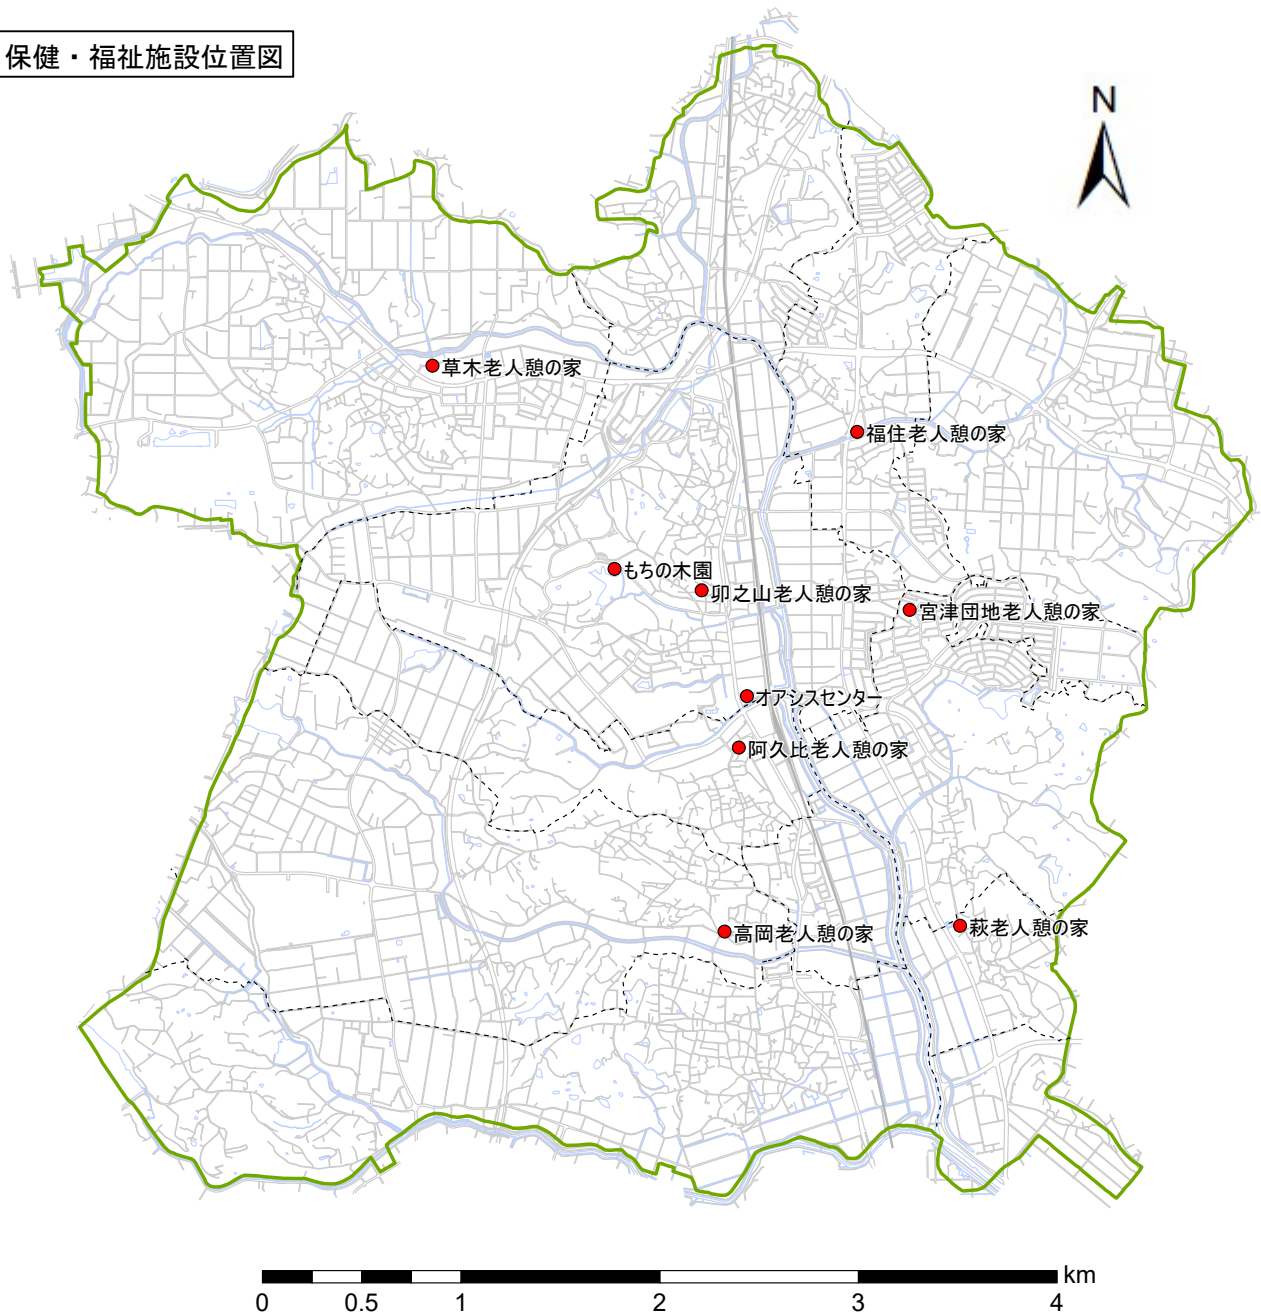 保健・福祉施設位置図
N
草木老人憩の家
福住老人憩の家
もちの木園
卯之山老人憩の家
宮津団地老人憩の家
オアシスセンター
阿久比老人憩の家
高岡老人憩の家
萩老人憩の家
km
0 0.5 1 2 3 4